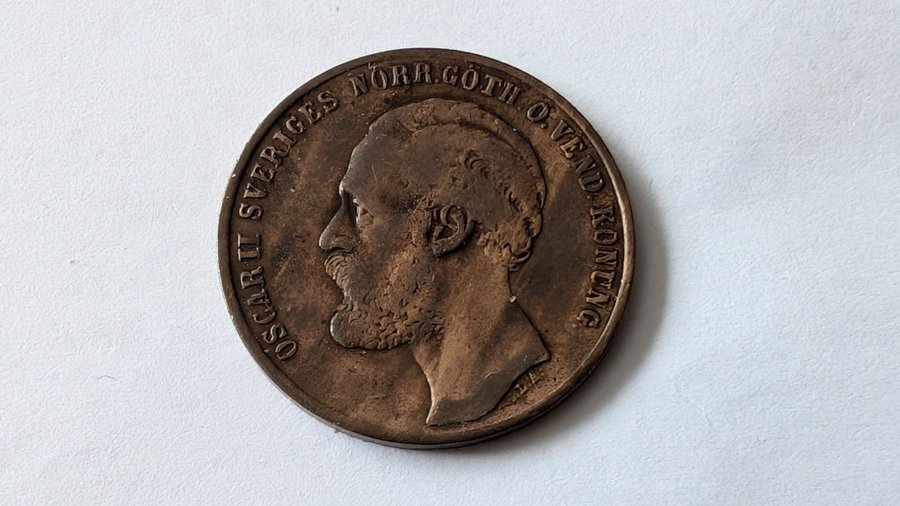 OSCAR II SVERIGES NORR. GÖTH O. VEND. KONUNG.
L.A.